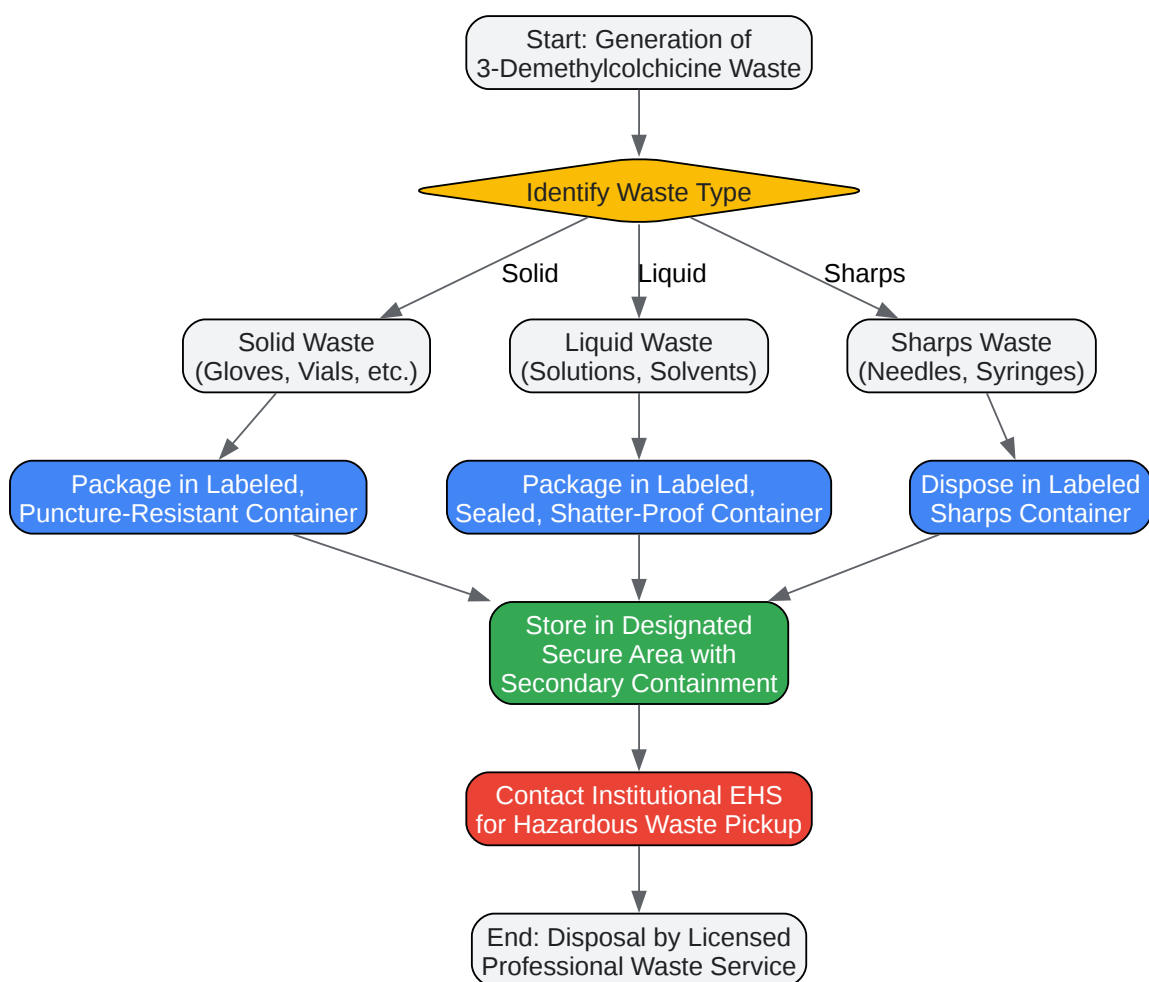 Start: Generation of
3-Demethylcolchicine Waste
Identify Waste Type
Solid
Liquid
Sharps
Solid Waste
(Gloves, Vials, etc.)
Liquid Waste
(Solutions, Solvents)
Sharps Waste
(Needles, Syringes)
Package in Labeled,
Puncture-Resistant Container
Package in Labeled,
Sealed, Shatter-Proof Container
Dispose in Labeled
Sharps Container
Store in Designated
Secure Area with
Secondary Containment
Contact Institutional EHS
for Hazardous Waste Pickup
End: Disposal by Licensed
Professional Waste Service